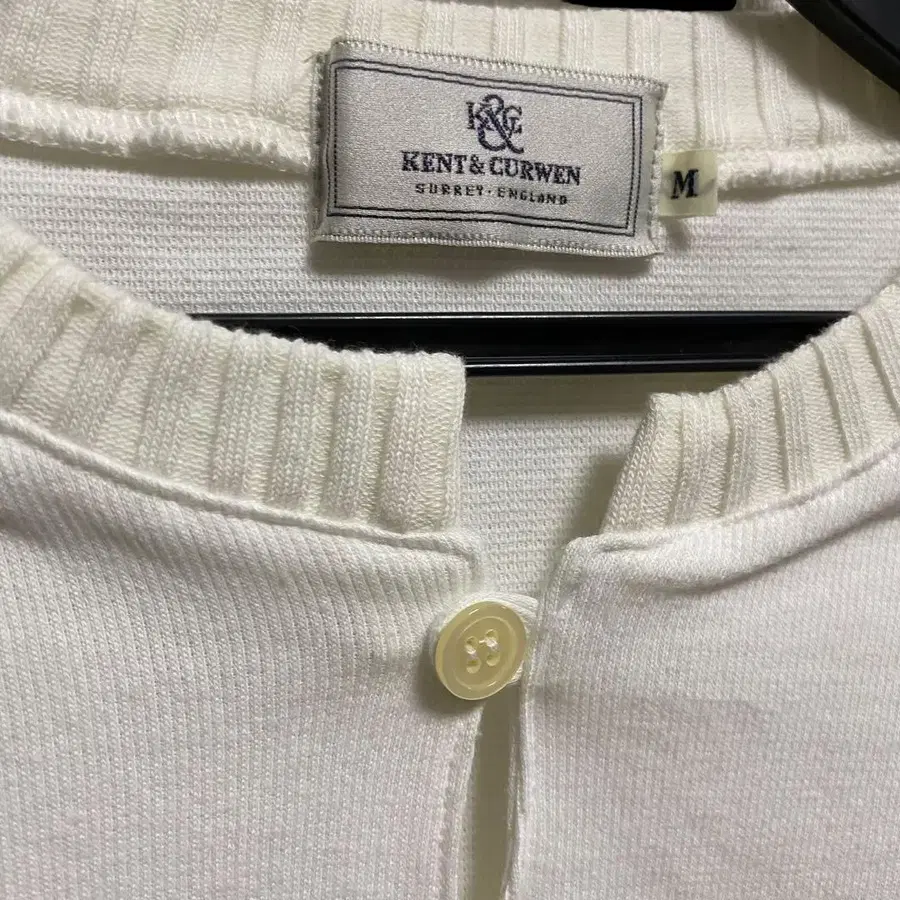 K&C
KENT & CURWEN
SURREY · ENGLAND
M